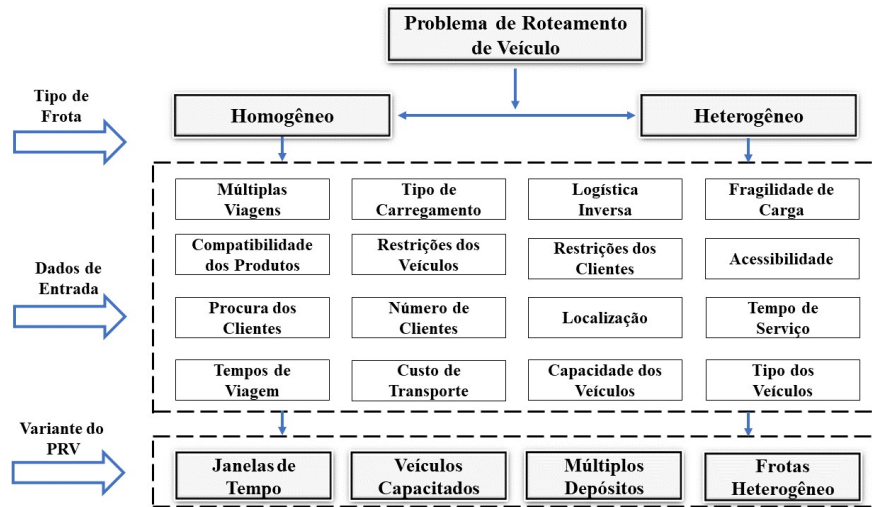 Problema de Roteamento
de Veículo
Tipo de
Frota
Homogêneo
Heterogêneo
Múltiplas
Viagens
Tipo de
Carregamento
Logística
Inversa
Fragilidade de
Carga
Compatibilidade
dos Produtos
Restrições dos
Veículos
Restrições dos
Clientes
Acessibilidade
Dados de
Entrada
Procura dos
Clientes
Número de
Clientes
Localização
Tempo de
Serviço
Tempos de
Viagem
Custo de
Transporte
Capacidade dos
Veículos
Tipo dos
Veículos
Variante do
PRV
Janelas de
Tempo
Veículos
Capacitados
Múltiplos
Depósitos
Frotas
Heterogêneo